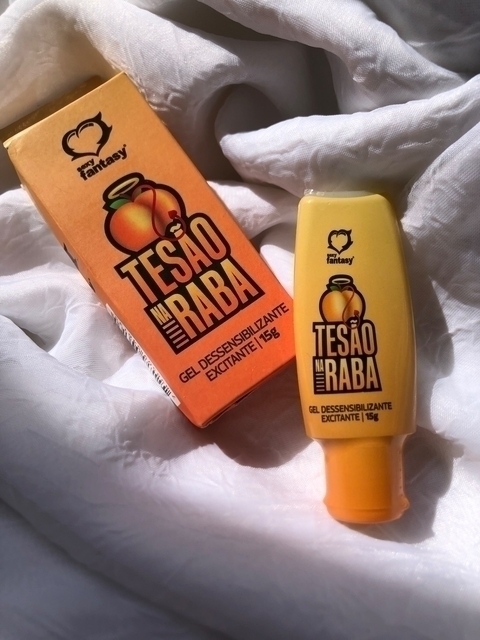 sexy
fantasy
TESÃO
NA
RABA
GEL DESSENSIBILIZANTE
EXCITANTE | 15g
sexy
fantasy
TESÃO
NA
RABA
GEL DESSENSIBILIZANTE
EXCITANTE | 15g